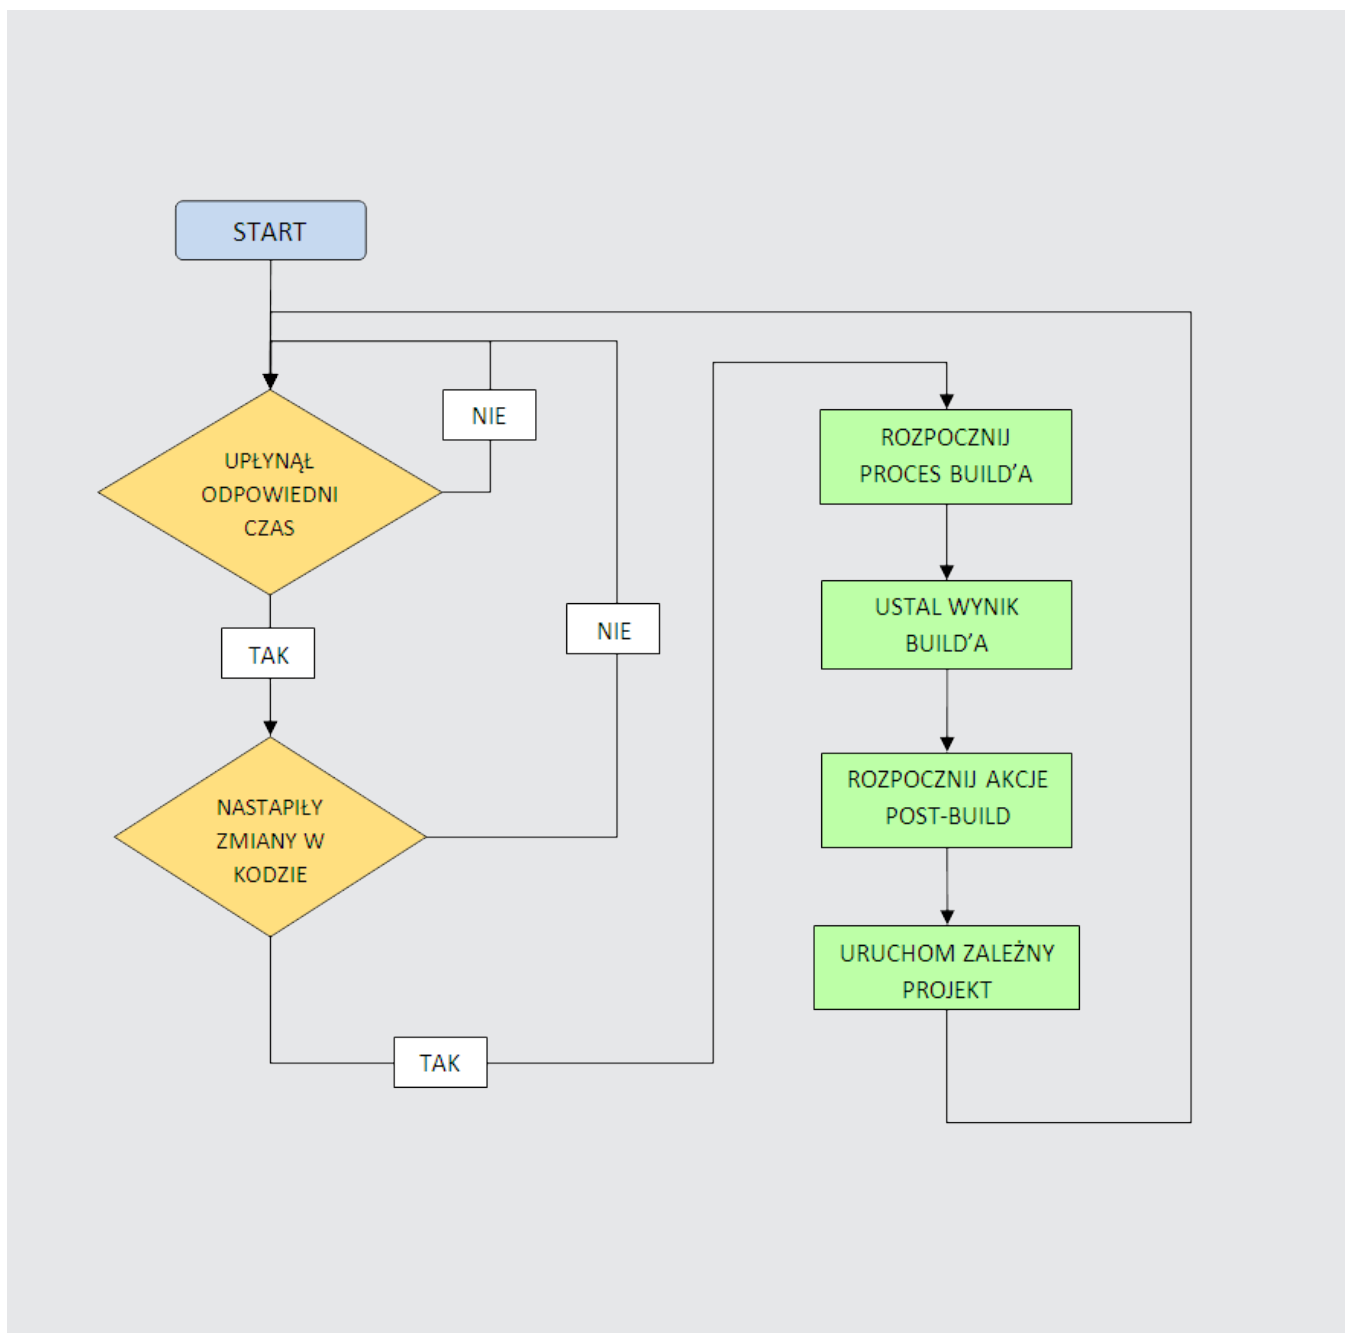 START
NIE
UPŁYNĄŁ
ODPOWIEDNI
CZAS
TAK
NIE
NASTAPIŁY
ZMIANY W
KODZIE
TAK
ROZPOCZNIJ
PROCES BUILD’A
USTAL WYNIK
BUILD’A
ROZPOCZNIJ AKCJE
POST-BUILD
URUCHOM ZALEŻNY
PROJEKT